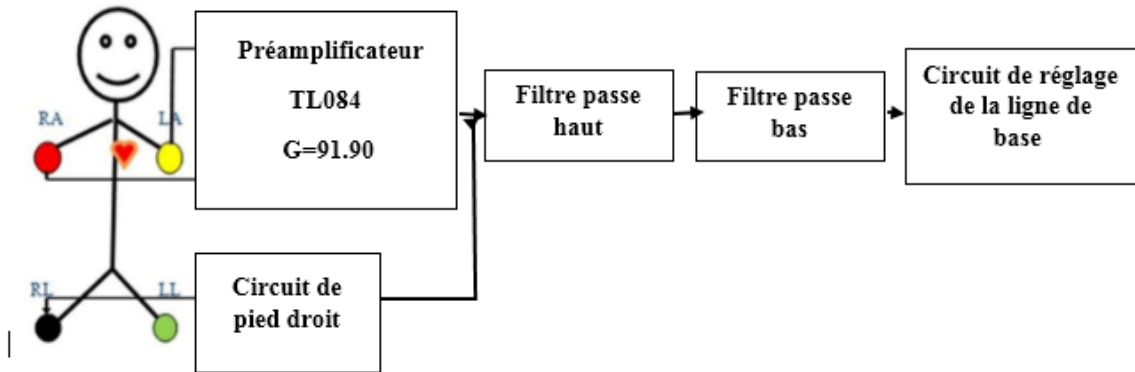 Préamplificateur
TL084
G=91.90
RA
LA
Filtre passe
haut
Filtre passe
bas
Circuit de réglage
de la ligne de
base
RL
LL
Circuit de
pied droit